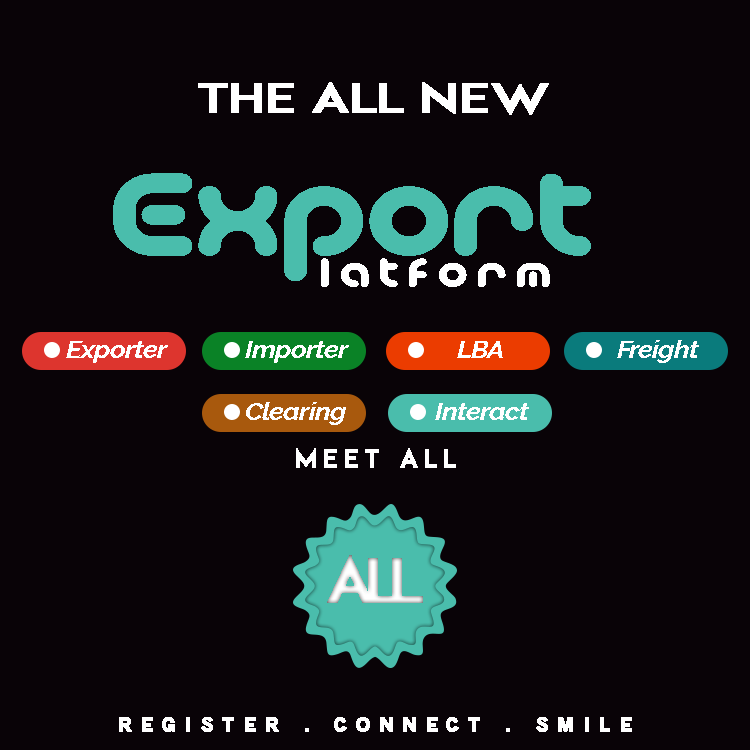 THE ALL NEW
Export
latform
Exporter Importer LBA Freight
Clearing Interact
MEET ALL
ALL
REGISTER . CONNECT . SMILE